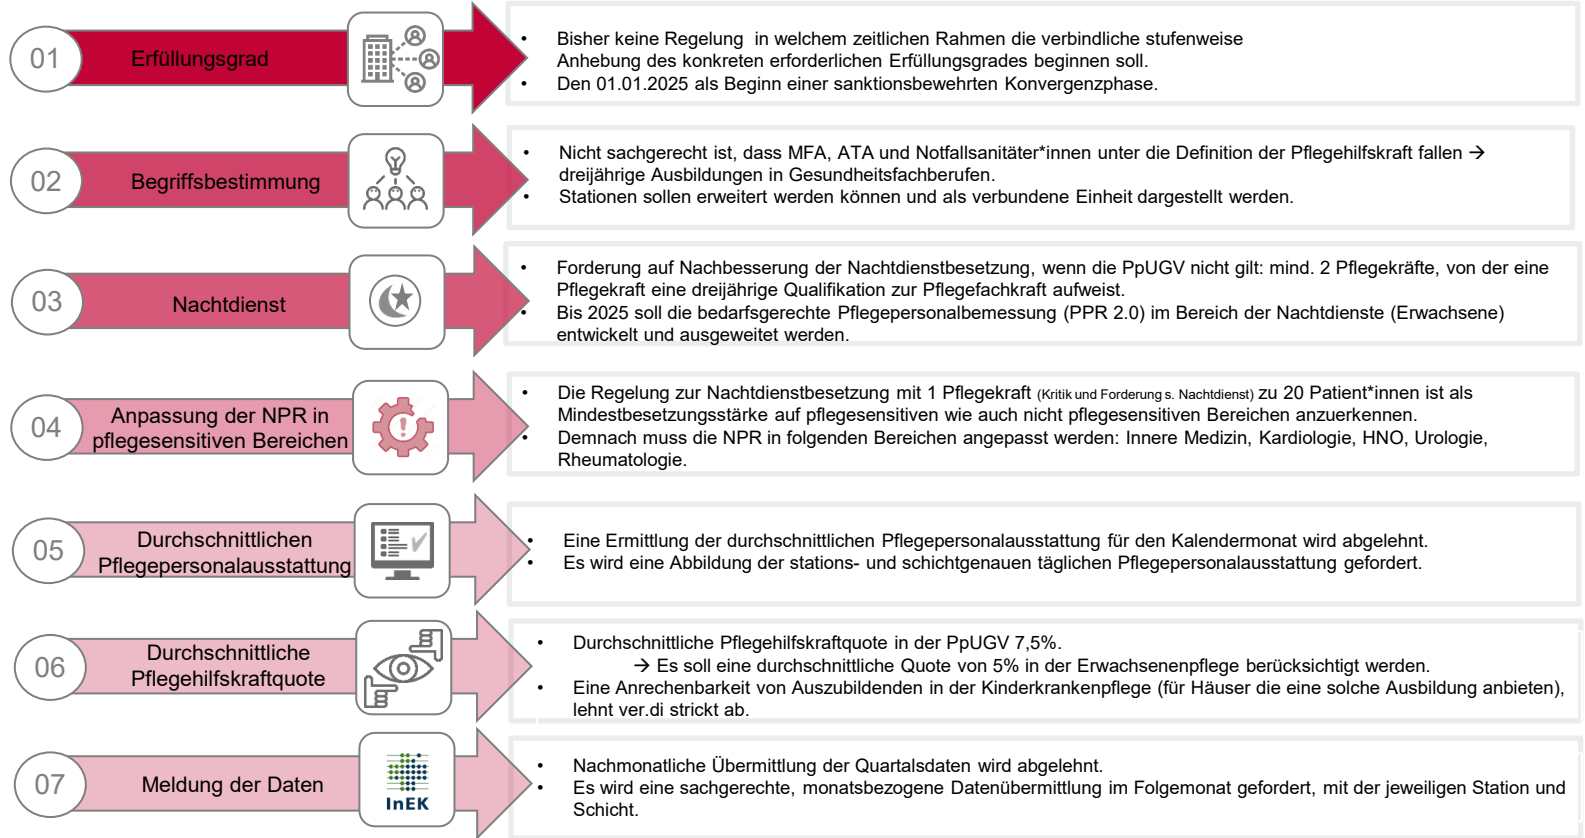 01
Erfüllungsgrad
• Bisher keine Regelung in welchem zeitlichen Rahmen die verbindliche stufenweise
Anhebung des konkreten erforderlichen Erfüllungsgrades beginnen soll.
• Den 01.01.2025 als Beginn einer sanktionsbewehrten Konvergenzphase.
02
Begriffsbestimmung
• Nicht sachgerecht ist, dass MFA, ATA und Notfallsanitäter*innen unter die Definition der Pflegehilfskraft fallen →
dreijährige Ausbildungen in Gesundheitsfachberufen.
• Stationen sollen erweitert werden können und als verbundene Einheit dargestellt werden.
03
Nachtdienst
• Forderung auf Nachbesserung der Nachtdienstbesetzung, wenn die PpUGV nicht gilt: mind. 2 Pflegekräfte, von der eine
Pflegekraft eine dreijährige Qualifikation zur Pflegefachkraft aufweist.
• Bis 2025 soll die bedarfsgerechte Pflegepersonalbemessung (PPR 2.0) im Bereich der Nachtdienste (Erwachsene)
entwickelt und ausgeweitet werden.
04
Anpassung der NPR in
pflegesensitiven Bereichen
• Die Regelung zur Nachtdienstbesetzung mit 1 Pflegekraft (Kritik und Forderung s. Nachtdienst) zu 20 Patient*innen ist als
Mindestbesetzungsstärke auf pflegesensitiven wie auch nicht pflegesensitiven Bereichen anzuerkennen.
• Demnach muss die NPR in folgenden Bereichen angepasst werden: Innere Medizin, Kardiologie, HNO, Urologie,
Rheumatologie.
05
Durchschnittlichen
Pflegepersonalausstattung
• Eine Ermittlung der durchschnittlichen Pflegepersonalausstattung für den Kalendermonat wird abgelehnt.
• Es wird eine Abbildung der stations- und schichtgenauen täglichen Pflegepersonalausstattung gefordert.
06
Durchschnittliche
Pflegehilfskraftquote
• Durchschnittliche Pflegehilfskraftquote in der PpUGV 7,5%.
→ Es soll eine durchschnittliche Quote von 5% in der Erwachsenenpflege berücksichtigt werden.
• Eine Anrechenbarkeit von Auszubildenden in der Kinderkrankenpflege (für Häuser die eine solche Ausbildung anbieten),
lehnt ver.di strickt ab.
07
Meldung der Daten
InEK
• Nachmonatliche Übermittlung der Quartalsdaten wird abgelehnt.
• Es wird eine sachgerechte, monatsbezogene Datenübermittlung im Folgemonat gefordert, mit der jeweiligen Station und
Schicht.